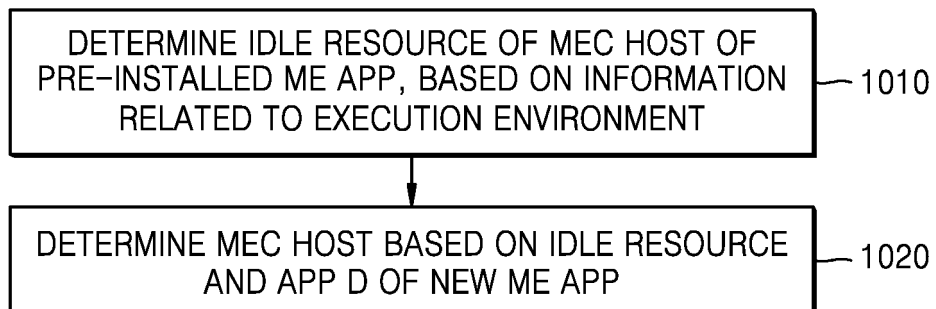 DETERMINE IDLE RESOURCE OF MEC HOST OF
PRE-INSTALLED ME APP, BASED ON INFORMATION
RELATED TO EXECUTION ENVIRONMENT
1010
DETERMINE MEC HOST BASED ON IDLE RESOURCE
AND APP D OF NEW ME APP
1020